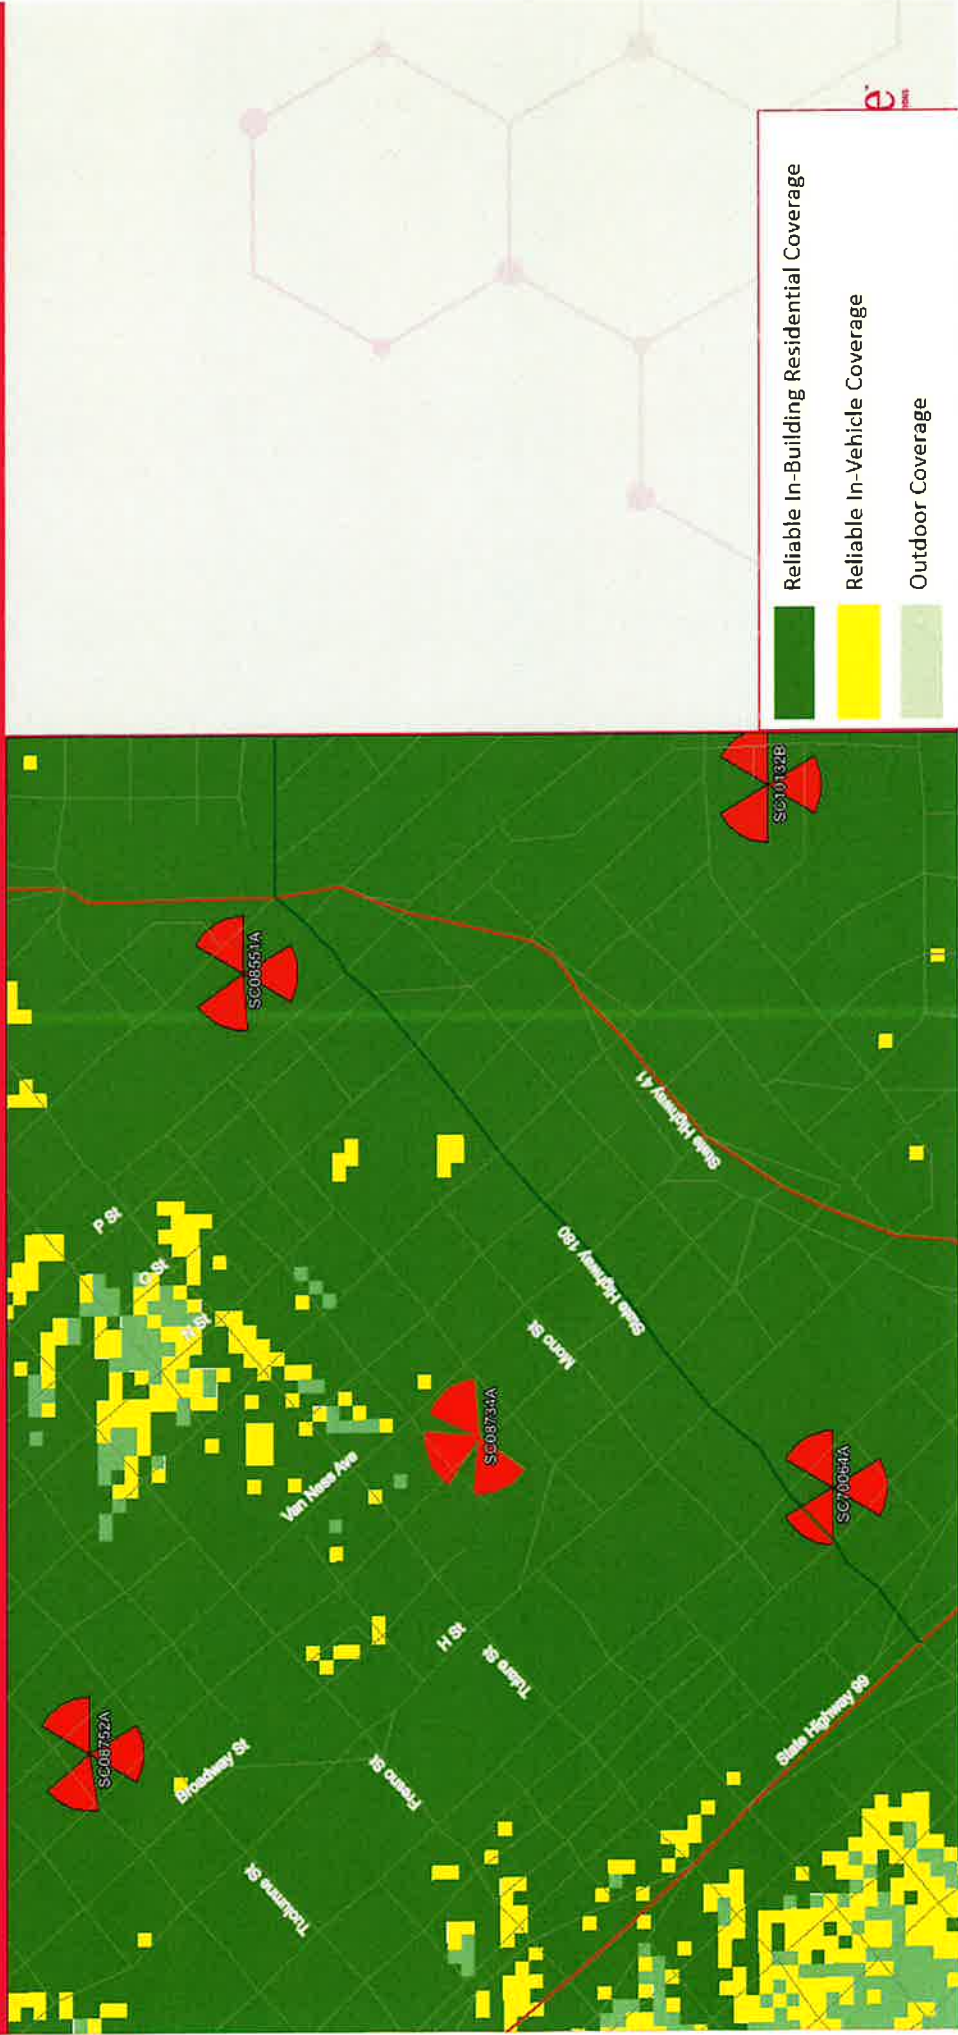 SC08752A
P St
O St
N St
Broadway St
SC08551A
Tuolumne St
Van Ness Ave
Fresno St
H St
SC08734A
Tulare St
Mono St
State Highway 180
State Highway 41
SC10132B
State Highway 99
SC70064A
Reliable In-Building Residential Coverage
Reliable In-Vehicle Coverage
Outdoor Coverage
e